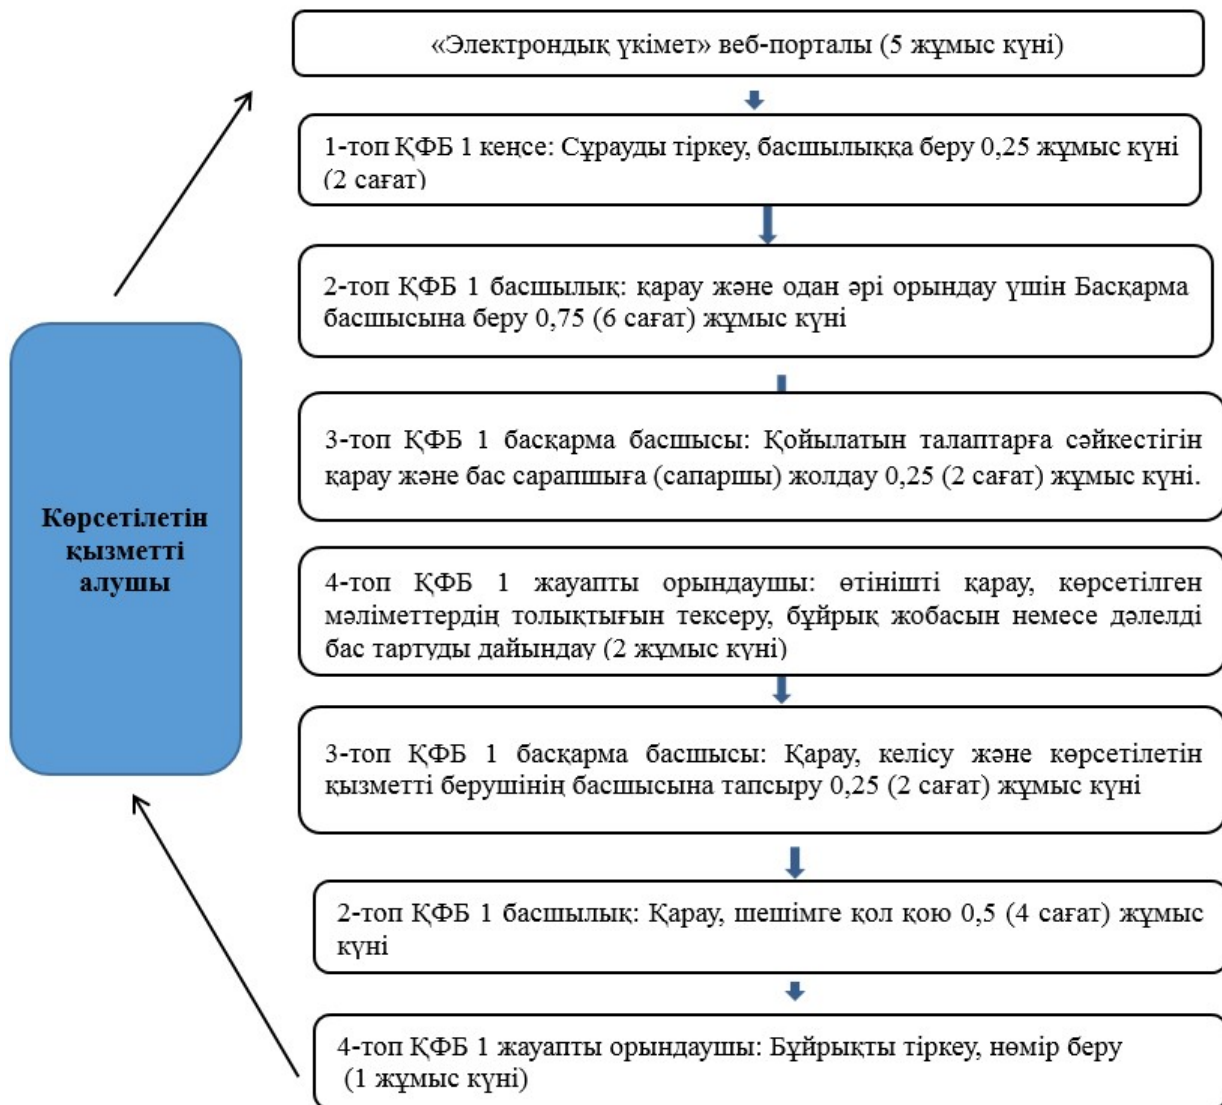 «Электрондық үкімет» веб-порталы (5 жұмыс күні)
1-топ ҚФБ 1 кеңсе: Сұрауды тіркеу, басшылыққа беру 0,25 жұмыс күні
(2 сағат)
2-топ ҚФБ 1 басшылық: қарау және одан әрі орындау үшін Басқарма
басшысына беру 0,75 (6 сағат) жұмыс күні
3-топ ҚФБ 1 басқарма басшысы: Қойылатын талаптарға сәйкестігін
қарау және бас сарапшыға (сапаршы) жолдау 0,25 (2 сағат) жұмыс күні.
Көрсетілетін
қызметті
алушы
4-топ ҚФБ 1 жауапты орындаушы: өтінішті қарау, көрсетілген
мәліметтердің толықтығын тексеру, бұйрық жобасын немесе дәлелді
бас тартуды дайындау (2 жұмыс күні)
3-топ ҚФБ 1 басқарма басшысы: Қарау, келісу және көрсетілетін
қызметті берушінің басшысына тапсыру 0,25 (2 сағат) жұмыс күні
2-топ ҚФБ 1 басшылық: Қарау, шешімге қол қою 0,5 (4 сағат) жұмыс
күні
4-топ ҚФБ 1 жауапты орындаушы: Бұйрықты тіркеу, нөмір беру
(1 жұмыс күні)